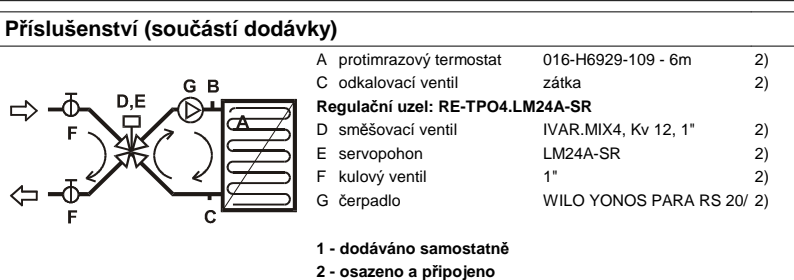 Příslušenství (součástí dodávky)
A protimrazový termostat 016-H6929-109 - 6m 2)
C odkalovací ventil zátka 2)
Regulační uzel: RE-TPO4.LM24A-SR
D směšovací ventil IVAR.MIX4, Kv 12, 1" 2)
E servopohon LM24A-SR 2)
F kulový ventil 1" 2)
G čerpadlo WILO YONOS PARA RS 20/ 2)
1 - dodáváno samostatně
2 - osazeno a připojeno
G B
D,E
A
F
C
F